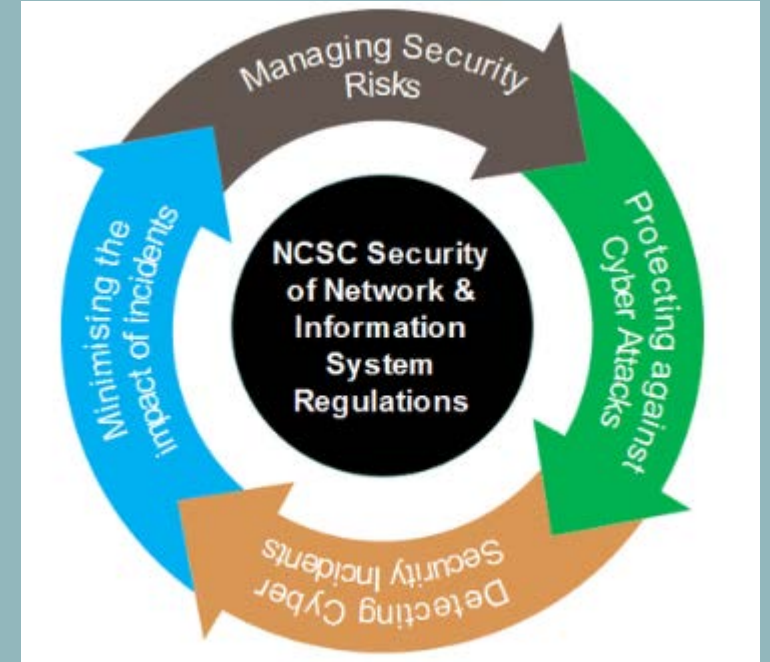 Managing Security
Risks
Protecting against
Cyber Attacks
Detecting Cyber
Security Incidents
Minimising the
impact of incidents
NCSC Security
of Network &
Information
System
Regulations